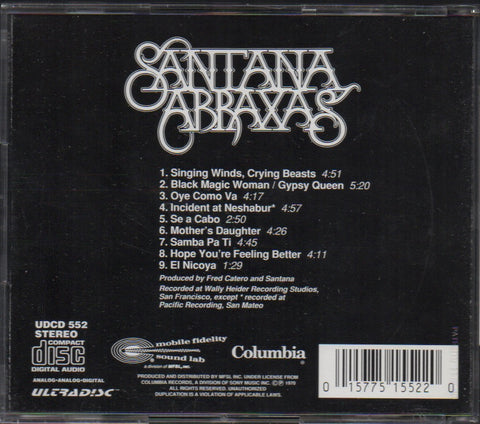 SANTANA
ABRAXAS
1. Singing Winds, Crying Beasts 4:51
2. Black Magic Woman / Gypsy Queen 5:20
3. Oye Como Va 4:17
4. Incident at Neshabur* 4:57
5. Se a Cabo 2:50
6. Mother's Daughter 4:26
7. Samba Pa Ti 4:45
8. Hope You're Feeling Better 4:11
9. El Nicoya 1:29
Produced by Fred Catero and Santana
Recorded at Wally Heider Recording Studios,
San Francisco, except * recorded at
Pacific Recording, San Mateo
UDCD 552
STEREO
COMPACT
disc
DIGITAL AUDIO
ANALOG-ANALOG-DIGITAL
ULTRADISC™
mobile fidelity
sound lab
a division of MFSL, INC.
Columbia
PRODUCED AND DISTRIBUTED BY MFSL INC. UNDER LICENSE FROM
COLUMBIA RECORDS, A DIVISION OF SONY MUSIC INC. Ⓒ Ⓟ 1970
ALL RIGHTS RESERVED. UNAUTHORIZED
DUPLICATION IS A VIOLATION OF APPLICABLE LAWS.
0 15775 15522 0